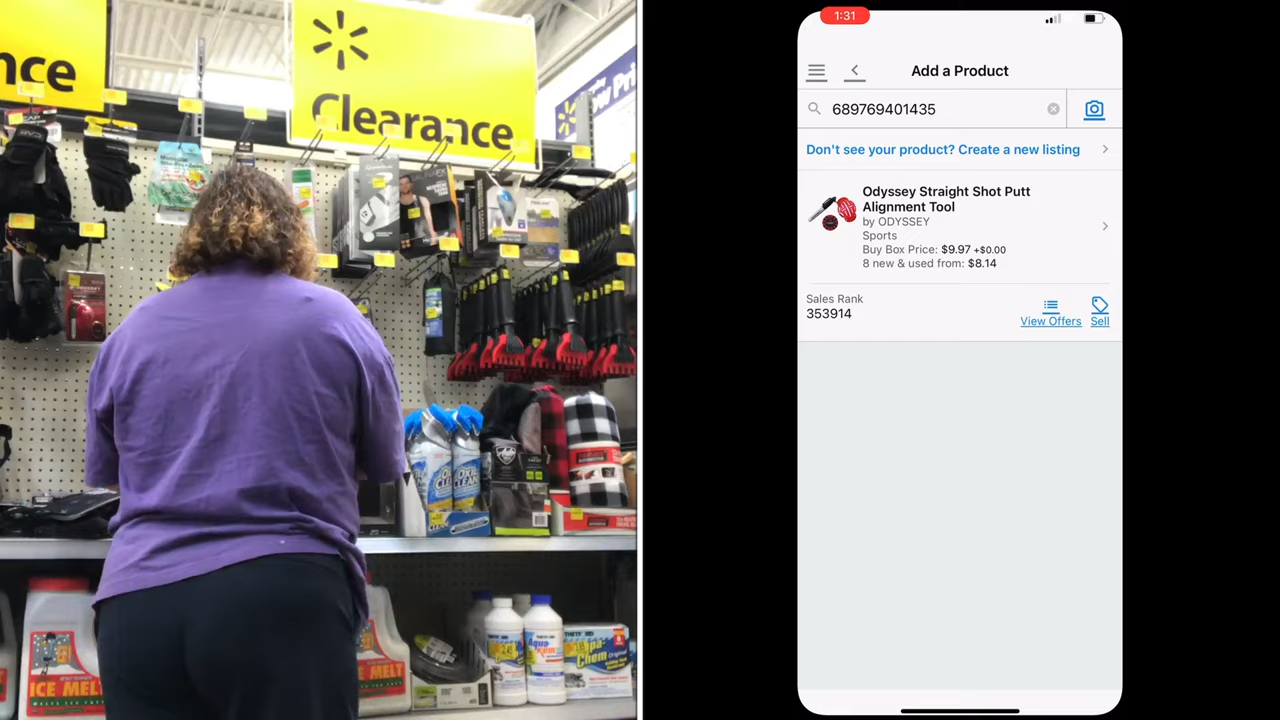 nce
Clearance
ICE MELT
OXI
CLEAN
THETFORD
Aqua-
1:31
Add a Product
689769401435
Don't see your product? Create a new listing
Odyssey Straight Shot Putt
Alignment Tool
by ODYSSEY
Sports
Buy Box Price: $9.97 +$0.00
8 new & used from: $8.14
Sales Rank
353914
View Offers
Sell